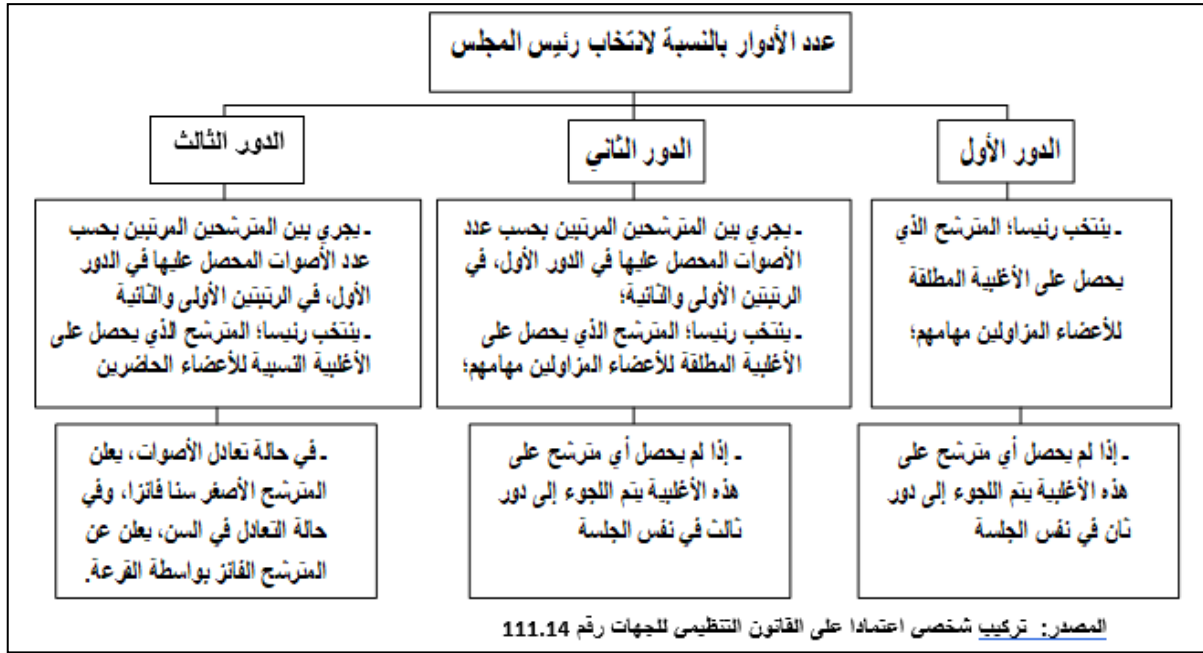 عدد الأدوار بالنسبة لانتخاب رئيس المجلس
الدور الأول
ـ ينتخب رئيسا؛ المترشح الذي
يحصل على الأغلبية المطلقة
للأعضاء المزاولين مهامهم؛
ـ إذا لم يحصل أي مترشح على
هذه الأغلبية يتم اللجوء إلى دور
ثان في نفس الجلسة
الدور الثاني
ـ يجري بين المترشحين المرتبين بحسب عدد
الأصوات المحصل عليها في الدور الأول، في
الرتبتين الأولى والثانية؛
ـ ينتخب رئيسا؛ المترشح الذي يحصل على
الأغلبية المطلقة للأعضاء المزاولين مهامهم؛
ـ إذا لم يحصل أي مترشح على
هذه الأغلبية يتم اللجوء إلى دور
ثالث في نفس الجلسة
الدور الثالث
ـ يجري بين المترشحين المرتبين بحسب
عدد الأصوات المحصل عليها في الدور
الأول، في الرتبتين الأولى والثانية
ـ ينتخب رئيسا؛ المترشح الذي يحصل على
الأغلبية النسبية للأعضاء الحاضرين
ـ في حالة تعادل الأصوات، يعلن
المترشح الأصغر سنا فائزا، وفي
حالة التعادل في السن، يعلن عن
المترشح الفائز بواسطة القرعة.
المصدر: تركيب شخصي اعتمادا على القانون التنظيمي للجهات رقم 111.14